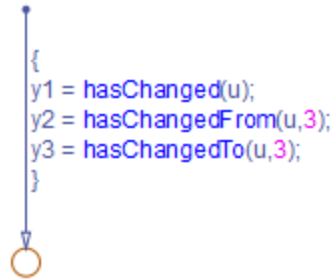 {
y1 = hasChanged(u);
y2 = hasChangedFrom(u,3);
y3 = hasChangedTo(u,3);
}